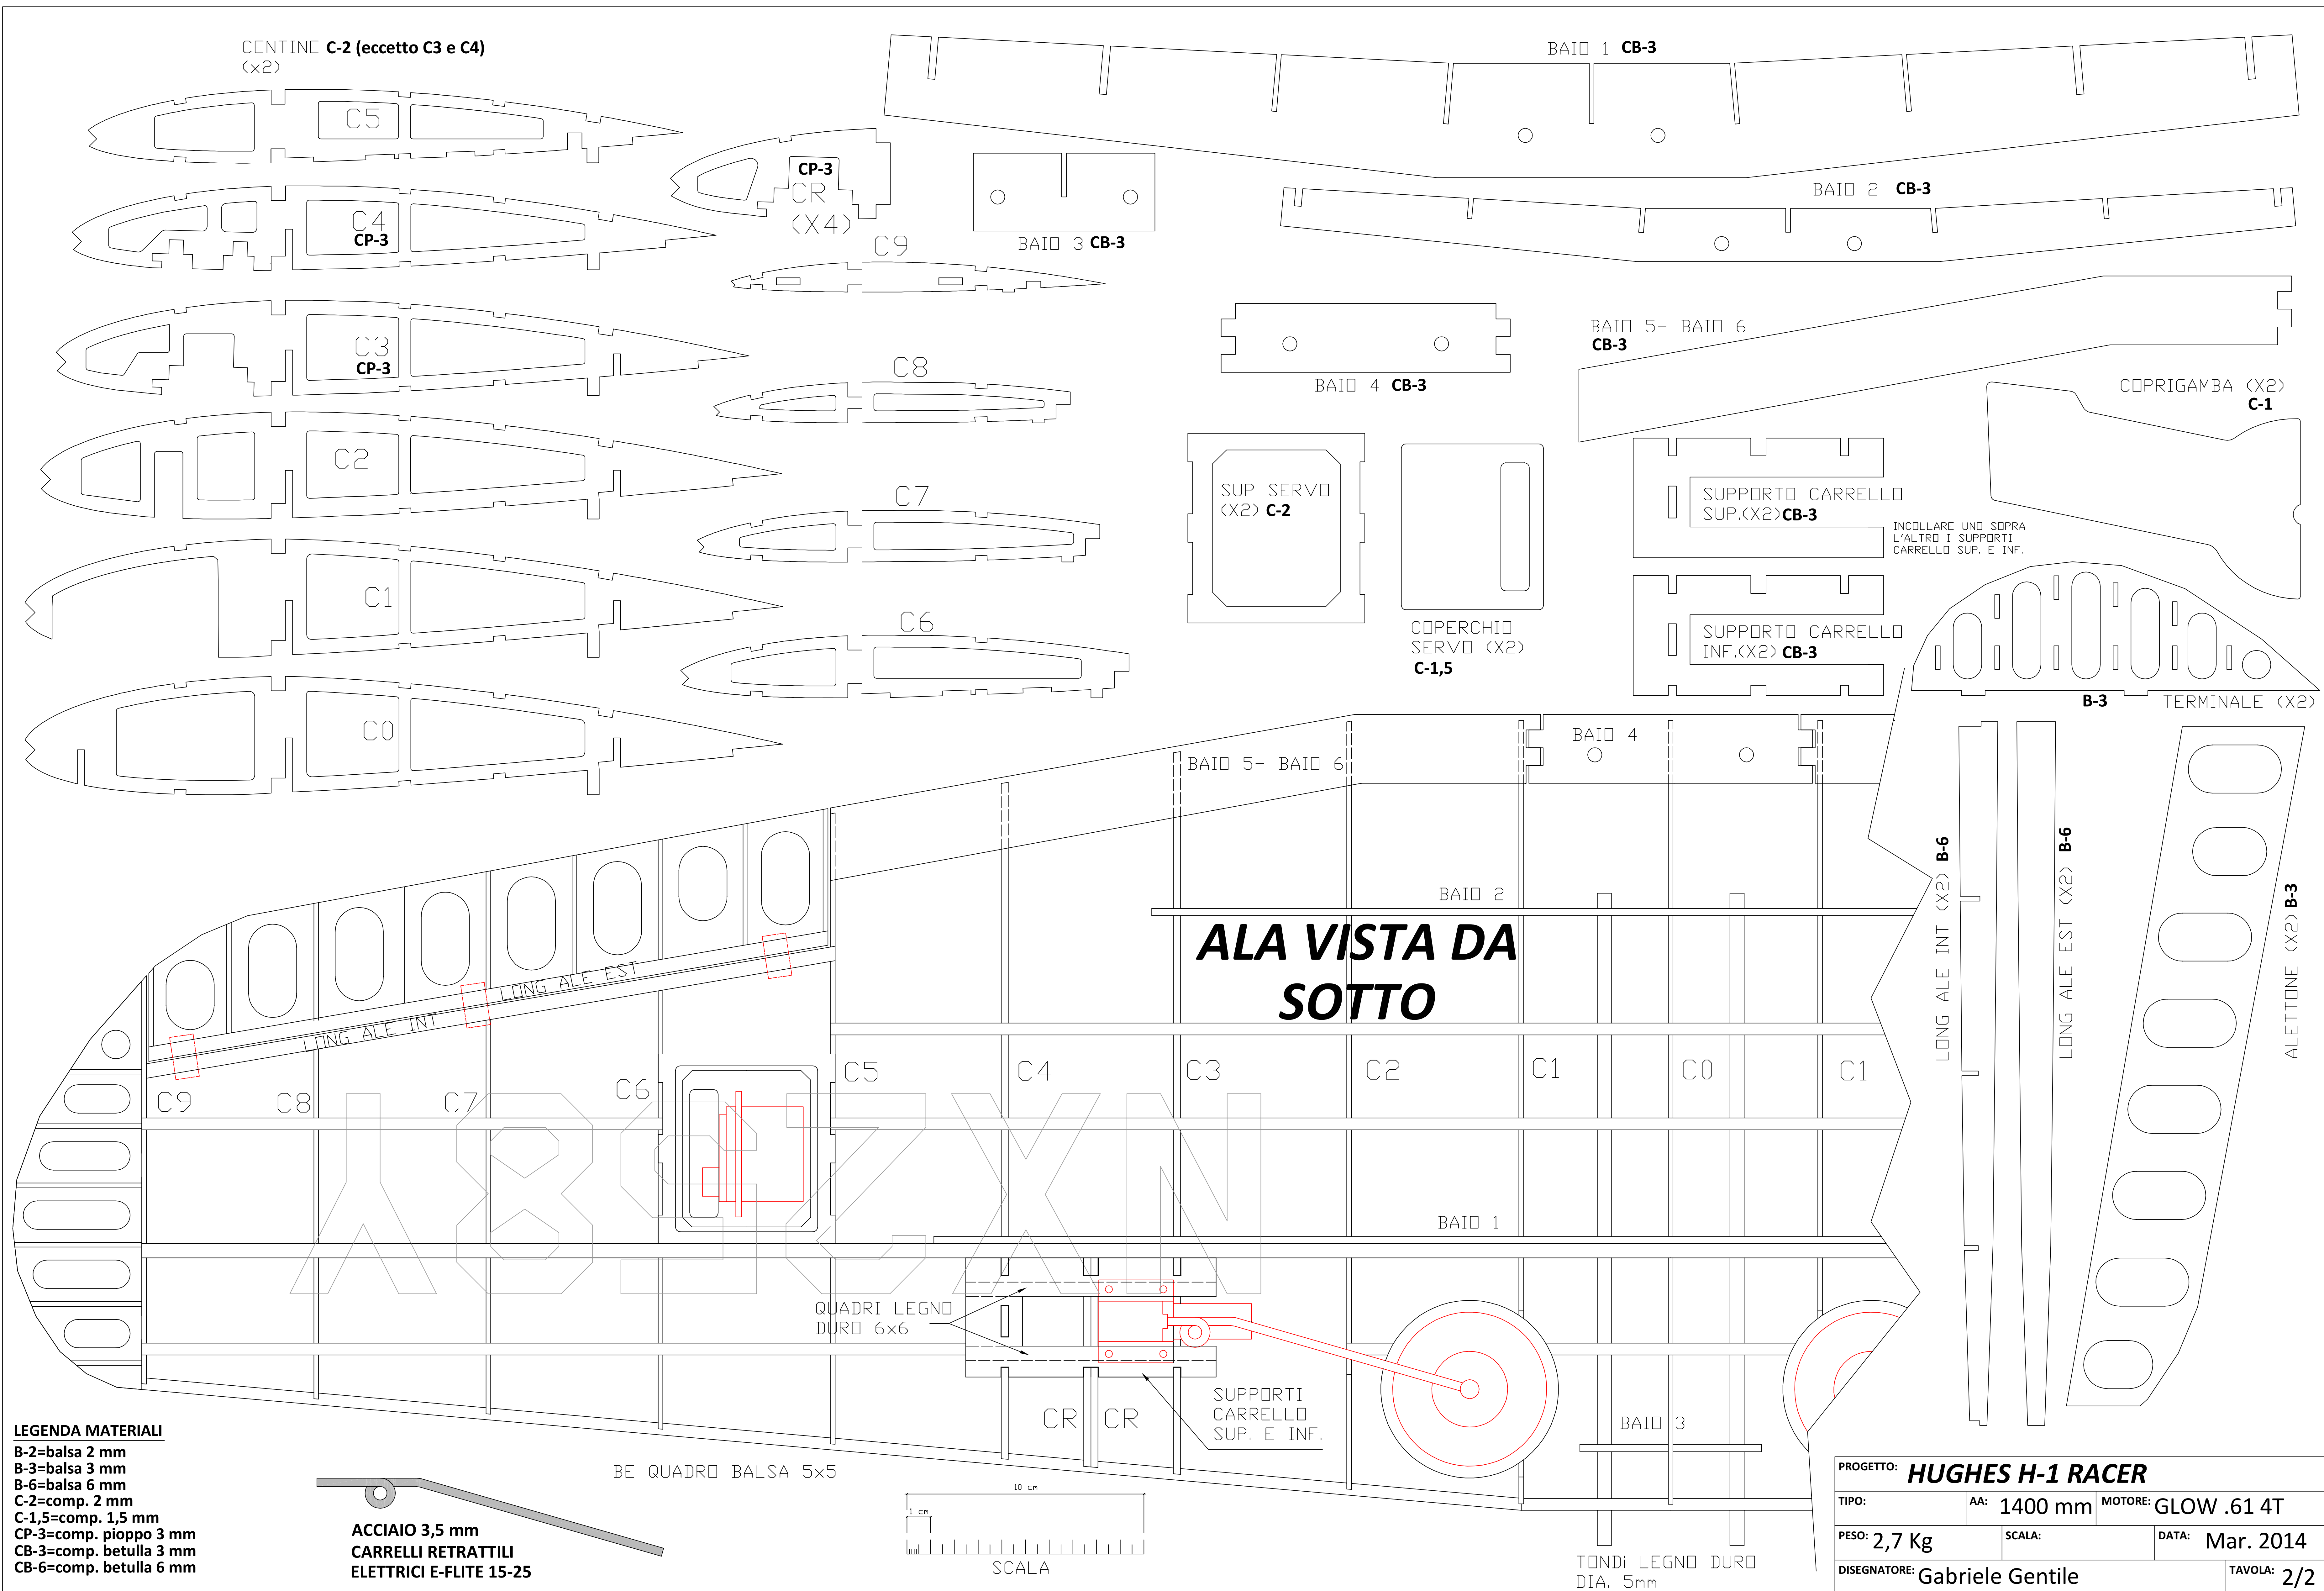 CENTINE C-2 (eccetto C3 e C4)
(x2)
C5
C4
CP-3
C3
CP-3
C2
C1
C0
CP-3
CR
(X4)
C9
C8
C7
C6
BAIO 1 CB-3
BAIO 2 CB-3
BAIO 3 CB-3
BAIO 4 CB-3
BAIO 5- BAIO 6
CB-3
COPRIGAMBA (X2)
C-1
SUP SERVO
(X2) C-2
COPERCHIO
SERVO (X2)
C-1,5
SUPPORTO CARRELLO
SUP.(X2)CB-3
INCOLLARE UNO SOPRA
L'ALTRO I SUPPORTI
CARRELLO SUP. E INF.
SUPPORTO CARRELLO
INF.(X2) CB-3
B-3
TERMINALE (X2)
LONG ALE INT (X2) B-6
LONG ALE EST (X2) B-6
ALETTONE (X2) B-3
BAIO 5- BAIO 6
BAIO 4
BAIO 2
ALA VISTA DA
SOTTO
LONG ALE EST
LONG ALE INT
C9
C8
C7
C6
C5
C4
C3
C2
C1
C0
C1
NX258Y
BAIO 1
QUADRI LEGNO
DURO 6x6
CR
CR
SUPPORTI
CARRELLO
SUP. E INF.
BAIO 3
BE QUADRO BALSA 5x5
10 cm
1 cm
SCALA
TONDi LEGNO DURO
DIA. 5mm
LEGENDA MATERIALI
B-2=balsa 2 mm
B-3=balsa 3 mm
B-6=balsa 6 mm
C-2=comp. 2 mm
C-1,5=comp. 1,5 mm
CP-3=comp. pioppo 3 mm
CB-3=comp. betulla 3 mm
CB-6=comp. betulla 6 mm
ACCIAIO 3,5 mm
CARRELLI RETRATTILI
ELETTRICI E-FLITE 15-25
PROGETTO: HUGHES H-1 RACER
TIPO:
AA: 1400 mm
MOTORE: GLOW .61 4T
PESO: 2,7 Kg
SCALA:
DATA: Mar. 2014
DISEGNATORE: Gabriele Gentile
TAVOLA: 2/2